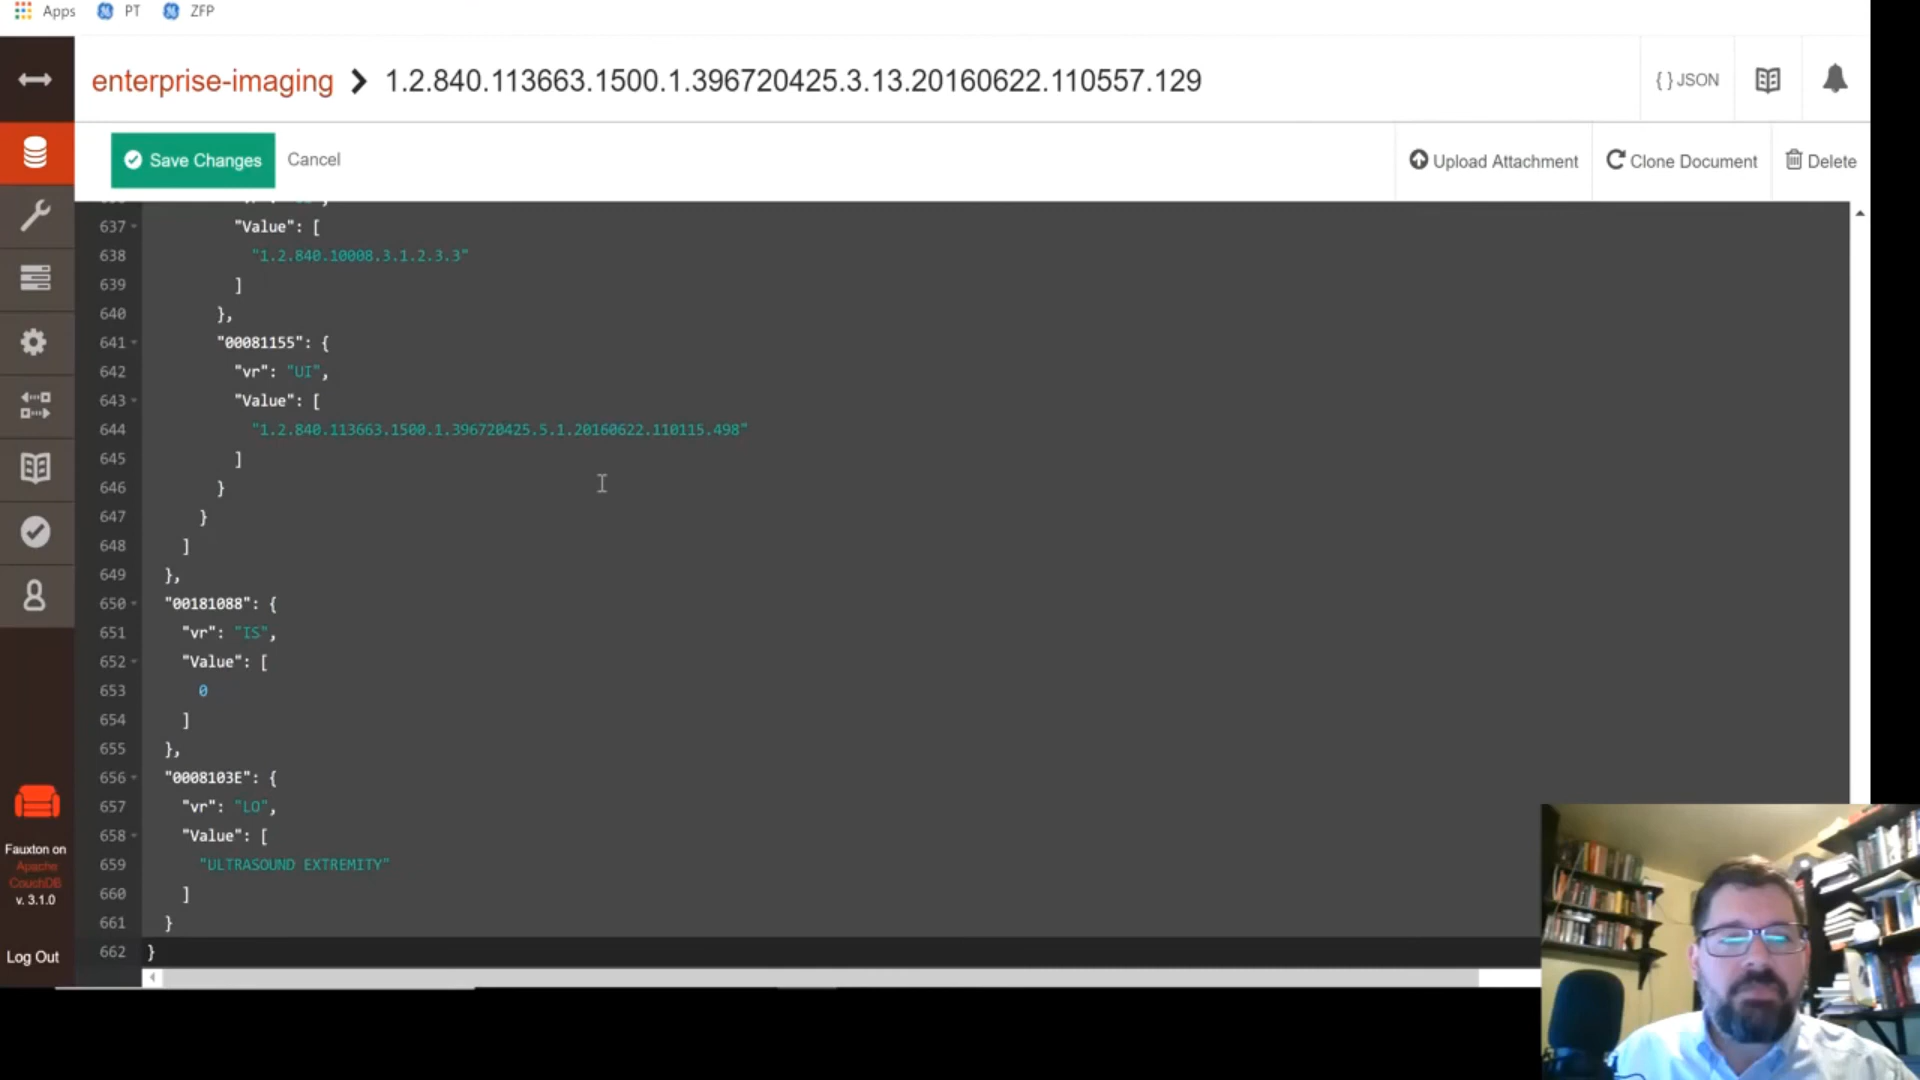 Apps PT ZFP
enterprise-imaging 1.2.840.113663.1500.1.396720425.3.13.20160622.110557.129
{ } JSON
Save Changes Cancel
Upload Attachment Clone Document Delete
637 "Value": [
638 "1.2.840.10008.3.1.2.3.3"
639 ]
640 },
641 "00081155": {
642 "vr": "UI",
643 "Value": [
644 "1.2.840.113663.1500.1.396720425.5.1.20160622.110115.498"
645 ]
646 }
647 }
648 ]
649 },
650 "00181088": {
651 "vr": "IS",
652 "Value": [
653 0
654 ]
655 },
656 "0008103E": {
657 "vr": "LO",
658 "Value": [
659 "ULTRASOUND EXTREMITY"
660 ]
661 }
662 }
Fauxton on
Apache
CouchDB
v. 3.1.0
Log Out